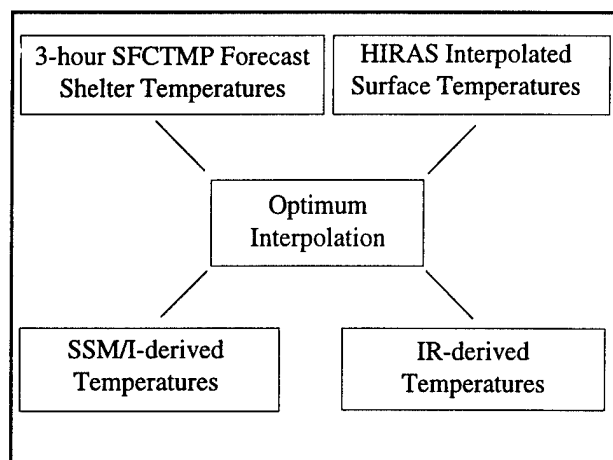 3-hour SFCTMP Forecast
Shelter Temperatures
HIRAS Interpolated
Surface Temperatures
Optimum
Interpolation
SSM/I-derived
Temperatures
IR-derived
Temperatures